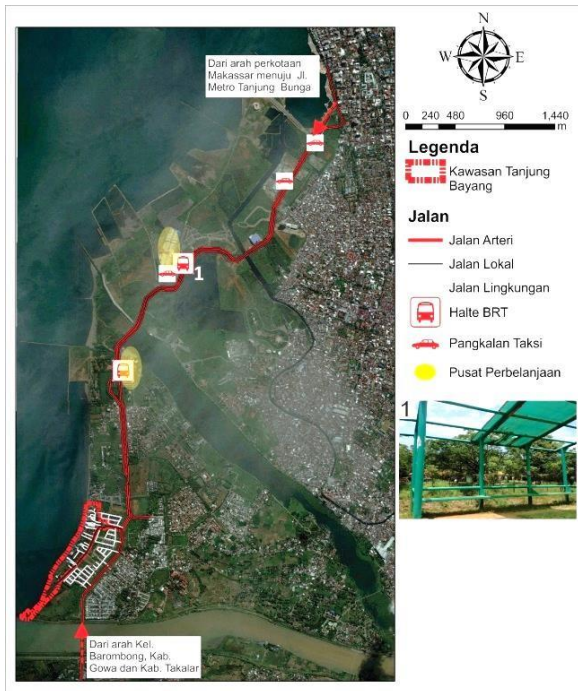 Dari arah perkotaan
Makassar menuju Jl.
Metro Tanjung Bunga
1
Dari arah Kel.
Barombong, Kab.
Gowa dan Kab. Takalar
N
W E
S
0 240 480 960 1,440
m
Legenda
Kawasan Tanjung
Bayang
Jalan
Jalan Arteri
Jalan Lokal
Jalan Lingkungan
Halte BRT
Pangkalan Taksi
Pusat Perbelanjaan
1